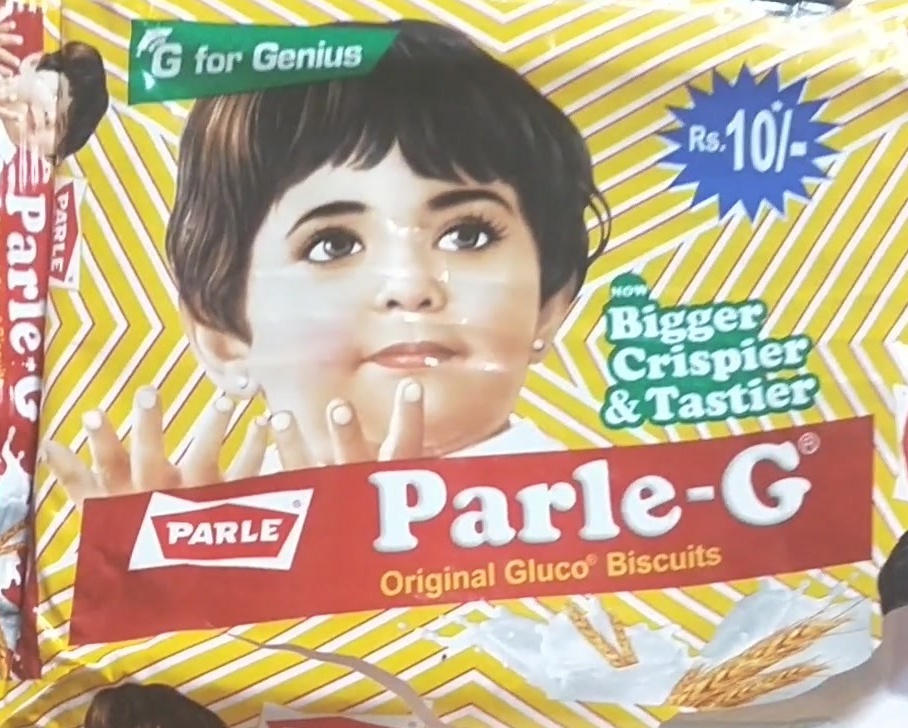 G for Genius
Rs.10*/-
NOW
Bigger
Crispier
& Tastier
PARLE
Parle-G®
PARLE®
Parle-G®
Original Gluco® Biscuits